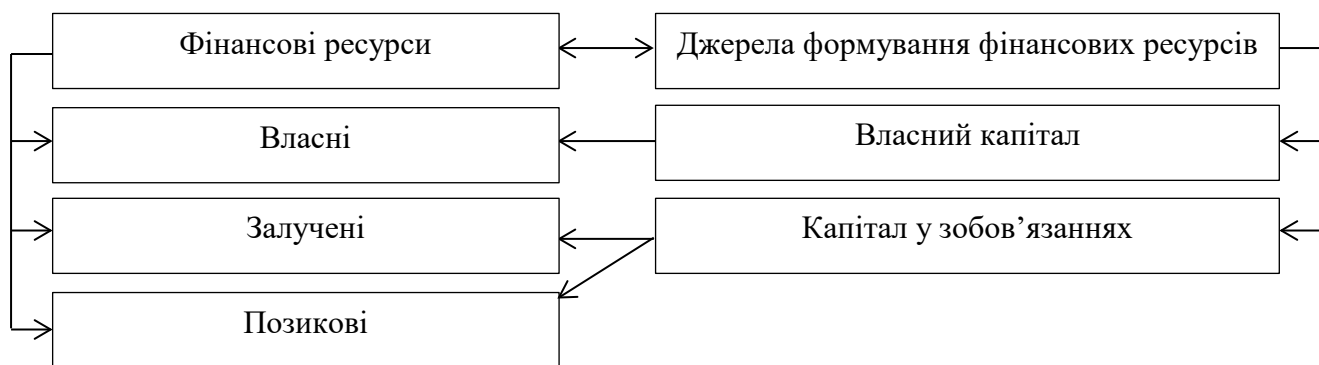 Фінансові ресурси
Джерела формування фінансових ресурсів
Власні
Власний капітал
Залучені
Капітал у зобов’язаннях
Позикові